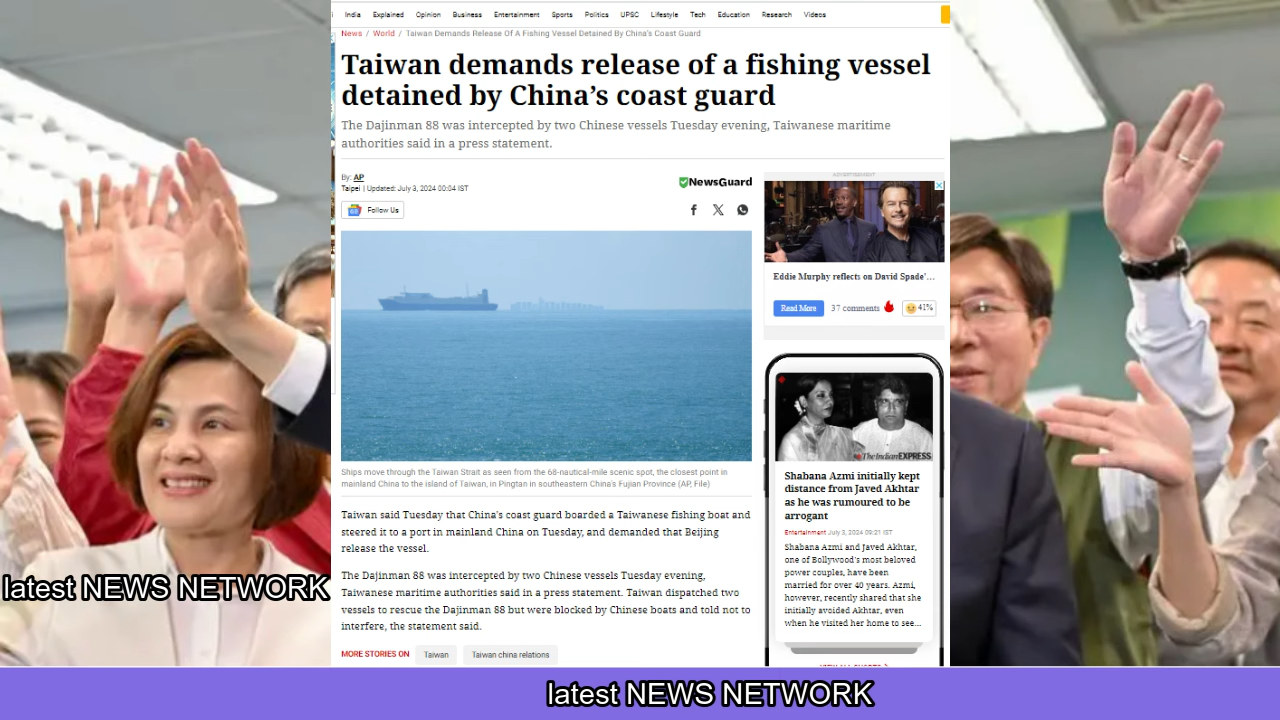 India Explained Opinion Business Entertainment Sports Politics UPSC Lifestyle Tech Education Research Videos
News / World / Taiwan Demands Release Of A Fishing Vessel Detained By China's Coast Guard
Taiwan demands release of a fishing vessel
detained by China's coast guard
The Dajinman 88 was intercepted by two Chinese vessels Tuesday evening, Taiwanese maritime
authorities said in a press statement.
By: AP
Taipei | Updated: July 3, 2024 00:04 IST
NewsGuard
Follow Us
Ships move through the Taiwan Strait as seen from the 68-nautical-mile scenic spot, the closest point in
mainland China to the island of Taiwan, in Pingtan in southeastern China's Fujian Province (AP, File)
Taiwan said Tuesday that China's coast guard boarded a Taiwanese fishing boat and
steered it to a port in mainland China on Tuesday, and demanded that Beijing
release the vessel.
The Dajinman 88 was intercepted by two Chinese vessels Tuesday evening,
Taiwanese maritime authorities said in a press statement. Taiwan dispatched two
vessels to rescue the Dajinman 88 but were blocked by Chinese boats and told not to
interfere, the statement said.
MORE STORIES ON Taiwan Taiwan china relations
ADVERTISEMENT
Eddie Murphy reflects on David Spade'...
Read More 37 comments 41%
The Indian EXPRESS
Shabana Azmi initially kept
distance from Javed Akhtar
as he was rumoured to be
arrogant
Entertainment July 3, 2024 09:21 IST
Shabana Azmi and Javed Akhtar,
one of Bollywood's most beloved
power couples, have been
married for over 40 years. Azmi,
however, recently shared that she
initially avoided Akhtar, even
when he visited her home to see...
latest NEWS NETWORK
latest NEWS NETWORK